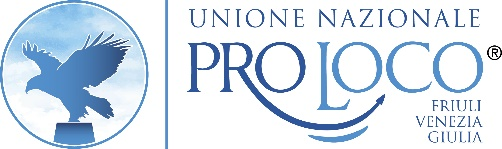 UNIONE NAZIONALE
PRO LOCO®
FRIULI
VENEZIA
GIULIA